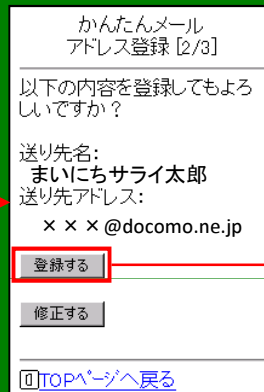 かんたんメール
アドレス登録 [2/3]
以下の内容を登録してもよろ
しいですか？
送り先名:
まいにちサライ太郎
送り先アドレス:
×××@docomo.ne.jp
登録する
修正する
0TOPﾍﾟｰｼﾞへ戻る